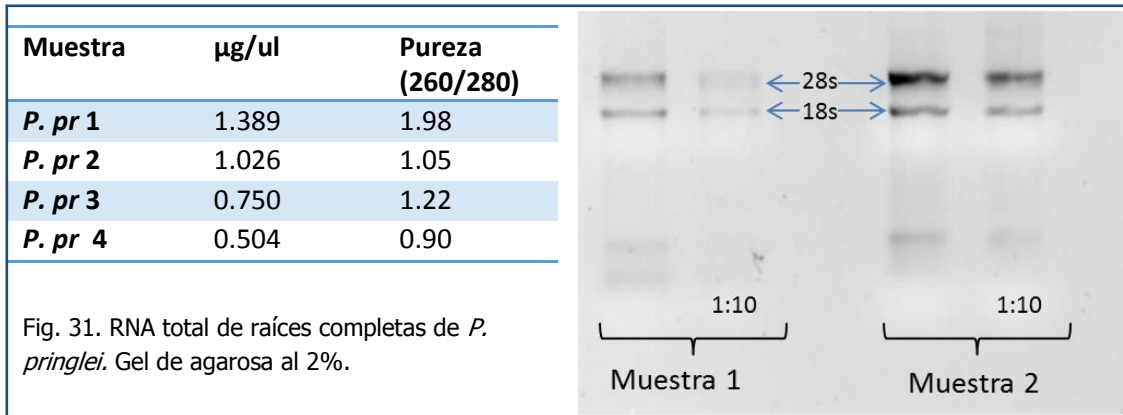 Muestra µg/ul Pureza
(260/280)
P. pr 1 1.389 1.98
P. pr 2 1.026 1.05
P. pr 3 0.750 1.22
P. pr 4 0.504 0.90
Fig. 31. RNA total de raíces completas de P.
pringlei. Gel de agarosa al 2%.
28s
18s
1:10 1:10
Muestra 1 Muestra 2